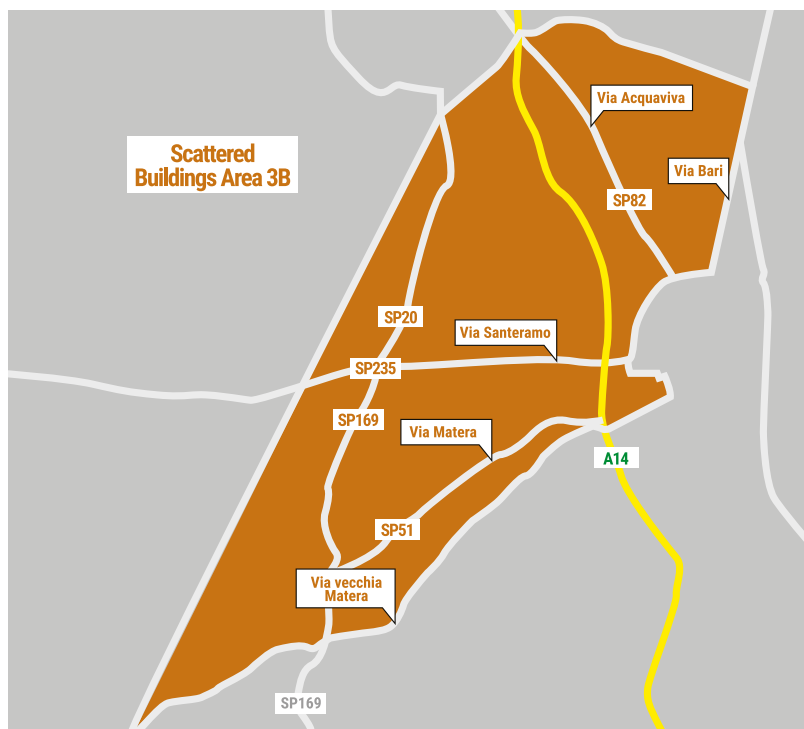 Via Acquaviva
Scattered
Buildings Area 3B
Via Bari
SP82
SP20
Via Santeramo
SP235
SP169
Via Matera
A14
SP51
Via vecchia
Matera
SP169